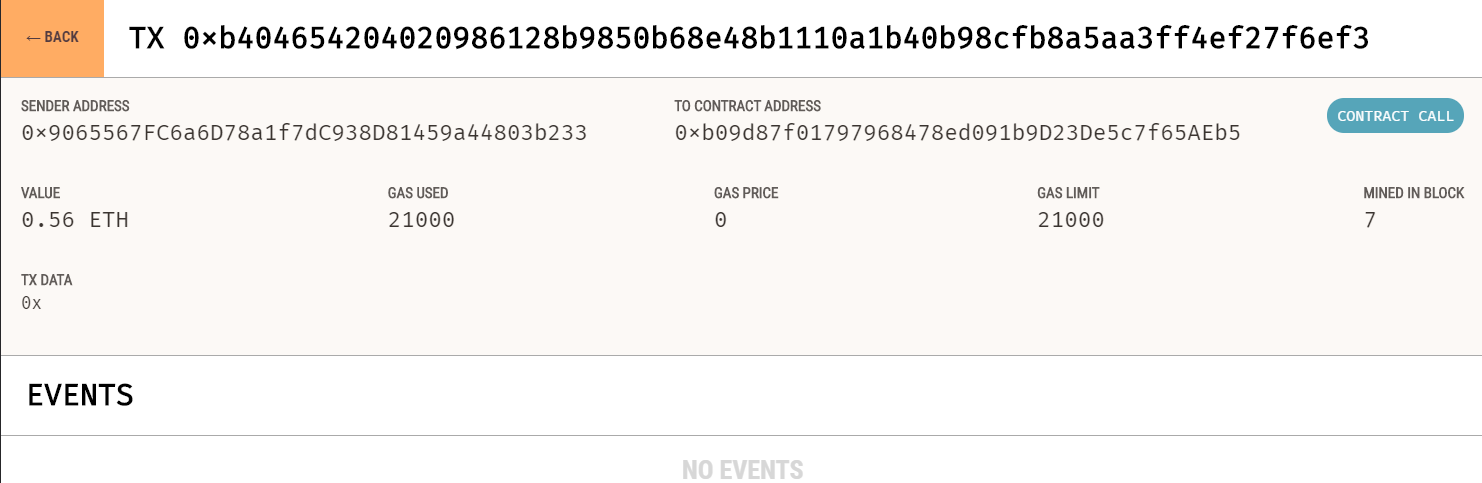 ← BACK
TX 0×b404654204020986128b9850b68e48b1110a1b40b98cfb8a5aa3ff4ef27f6ef3
SENDER ADDRESS
0×9065567FC6a6D78a1f7dC938D81459a44803b233
TO CONTRACT ADDRESS
0×b09d87f01797968478ed091b9D23De5c7f65AEb5
CONTRACT CALL
VALUE
0.56 ETH
GAS USED
21000
GAS PRICE
0
GAS LIMIT
21000
MINED IN BLOCK
7
TX DATA
0x
EVENTS
NO EVENTS